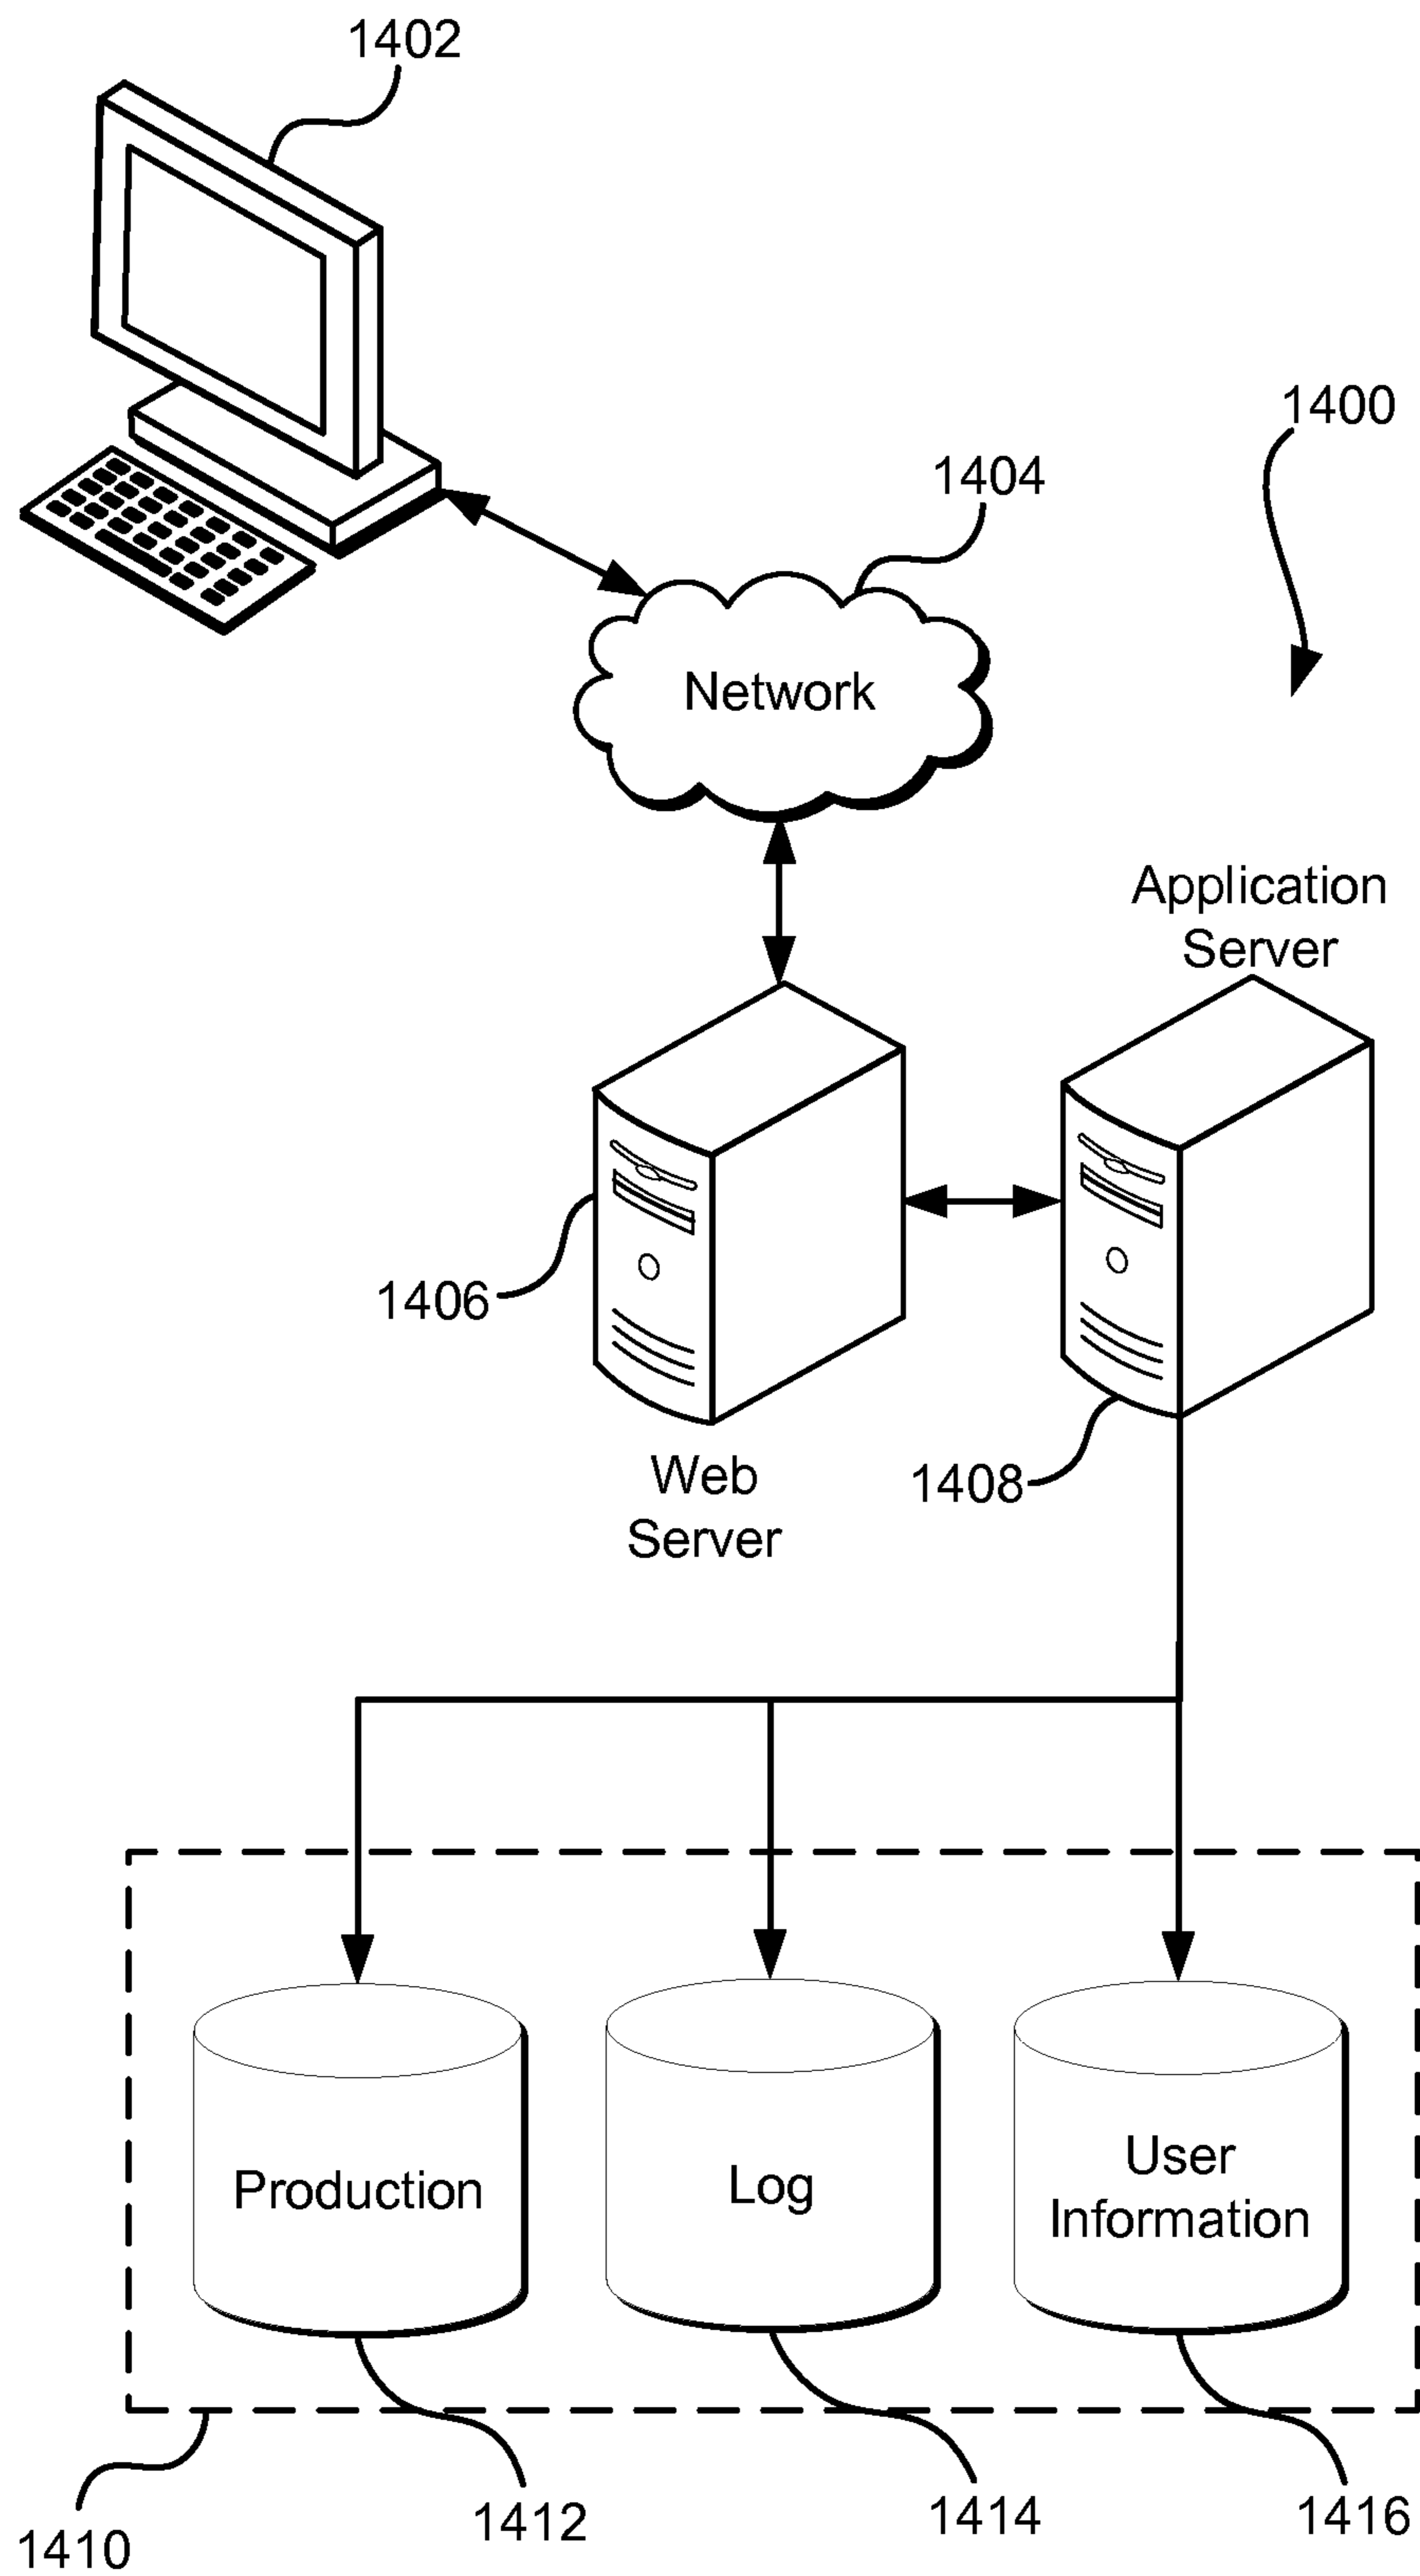 1402
1400
1404
Network
Application
Server
1406
Web
Server
1408
Production
Log
User
Information
1410
1412
1414
1416